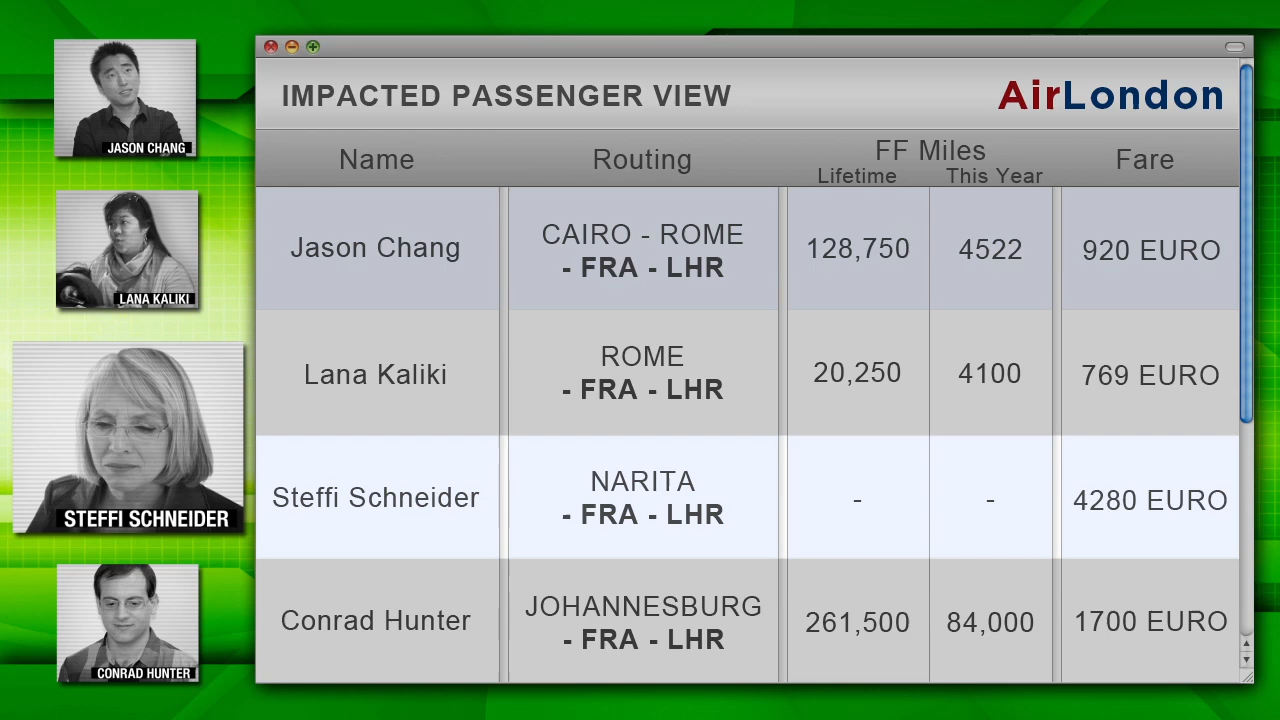 JASON CHANG
LANA KALIKI
STEFFI SCHNEIDER
CONRAD HUNTER
IMPACTED PASSENGER VIEW
AirLondon
Name Routing FF Miles Fare
Lifetime This Year
Jason Chang CAIRO - ROME 128,750 4522 920 EURO
- FRA - LHR
Lana Kaliki ROME 20,250 4100 769 EURO
- FRA - LHR
Steffi Schneider NARITA - - 4280 EURO
- FRA - LHR
Conrad Hunter JOHANNESBURG 261,500 84,000 1700 EURO
- FRA - LHR